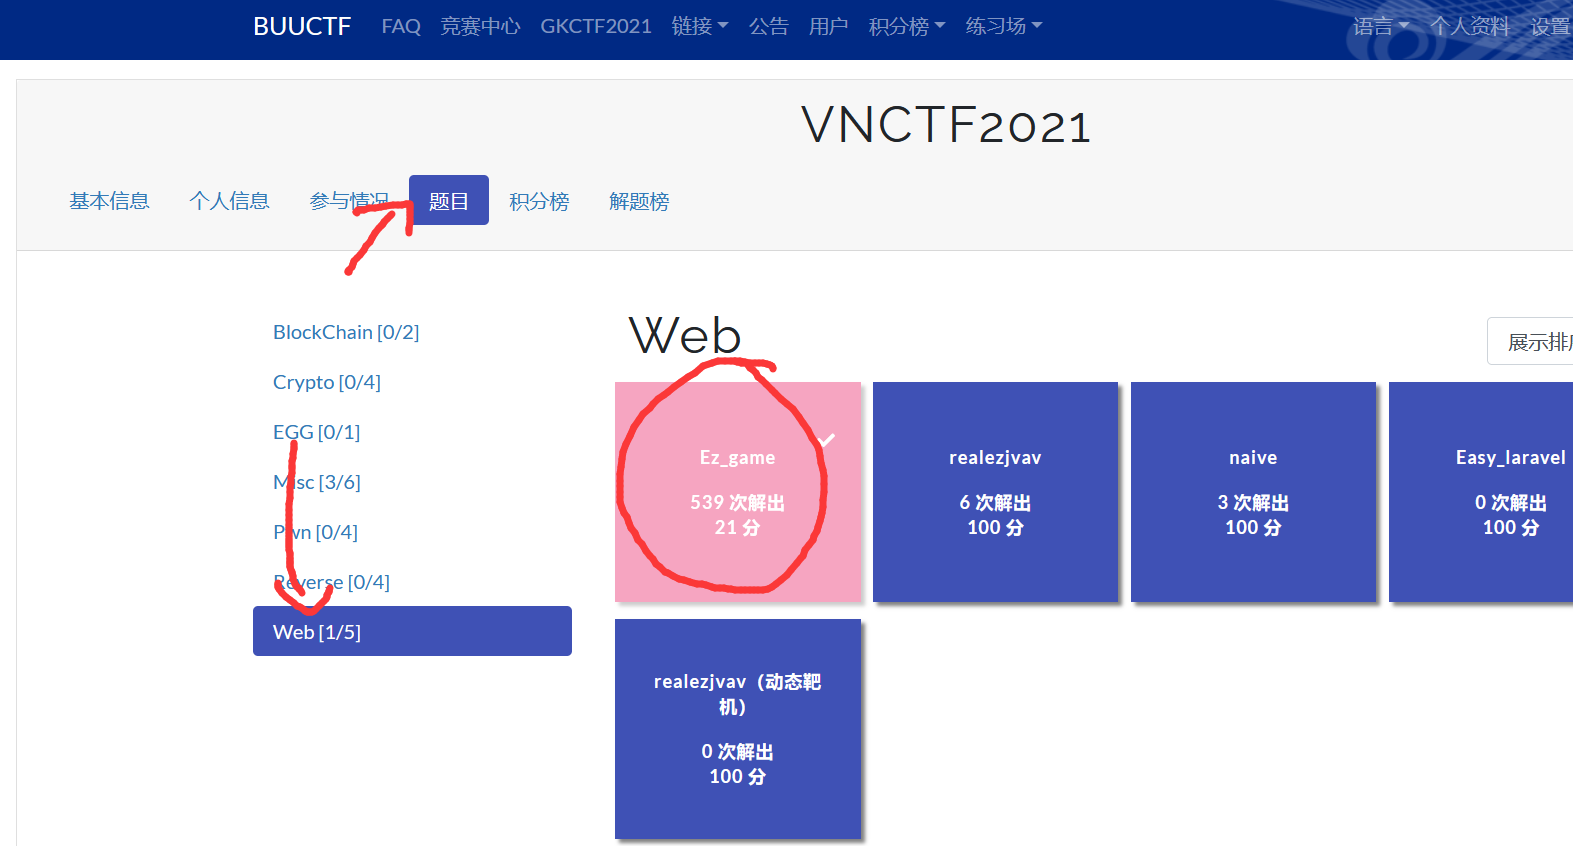 BUUCTF FAQ 竞赛中心 GKCTF2021 链接 公告 用户 积分榜 练习场 语言 个人资料 设置
VNCTF2021
基本信息 个人信息 参与情况 题目 积分榜 解题榜
BlockChain [0/2]
Crypto [0/4]
EGG [0/1]
Misc [3/6]
Pwn [0/4]
Reverse [0/4]
Web [1/5]
Web
展示排序
Ez_game
539 次解出
21 分
realezjvav
6 次解出
100 分
naive
3 次解出
100 分
Easy_laravel
0 次解出
100 分
realezjvav（动态靶
机）
0 次解出
100 分